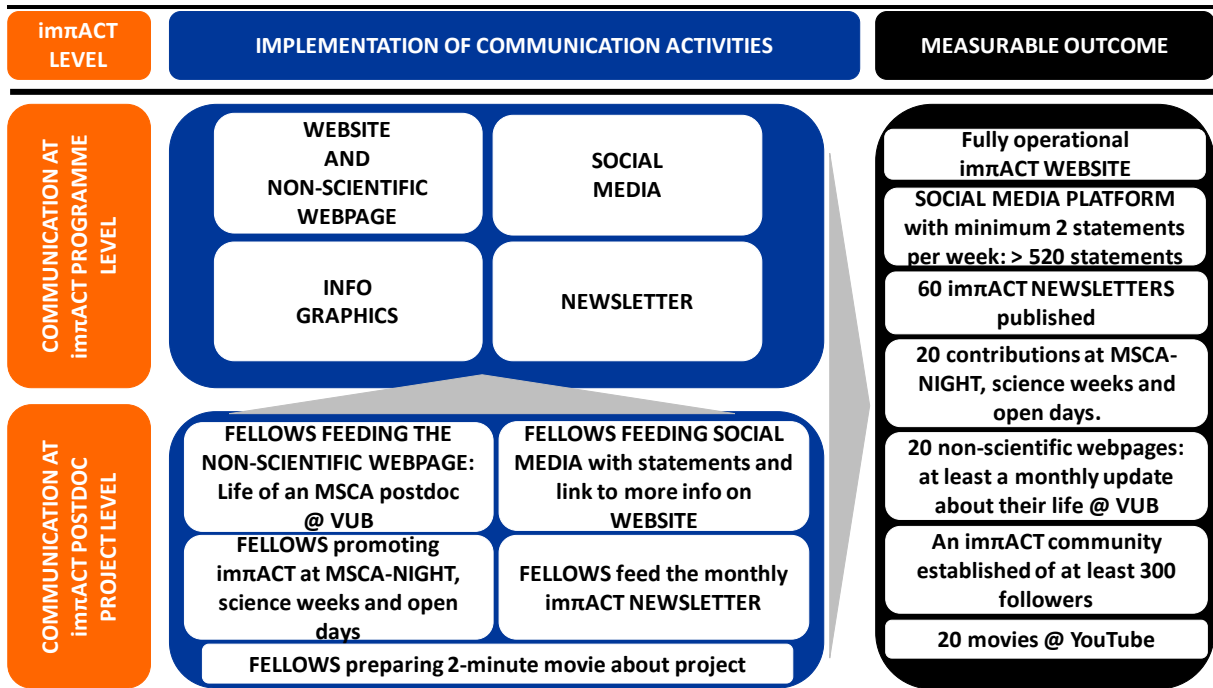 imπACT
LEVEL
IMPLEMENTATION OF COMMUNICATION ACTIVITIES
MEASURABLE OUTCOME
COMMUNICATION AT
imπACT PROGRAMME
LEVEL
WEBSITE
AND
NON-SCIENTIFIC
WEBPAGE
SOCIAL
MEDIA
INFO
GRAPHICS
NEWSLETTER
COMMUNICATION AT
imπACT POSTDOC
PROJECT LEVEL
FELLOWS FEEDING THE
NON-SCIENTIFIC WEBPAGE:
Life of an MSCA postdoc
@ VUB
FELLOWS FEEDING SOCIAL
MEDIA with statements and
link to more info on
WEBSITE
FELLOWS promoting
imπACT at MSCA-NIGHT,
science weeks and open
days
FELLOWS feed the monthly
imπACT NEWSLETTER
FELLOWS preparing 2-minute movie about project
Fully operational
imπACT WEBSITE
SOCIAL MEDIA PLATFORM
with minimum 2 statements
per week: > 520 statements
60 imπACT NEWSLETTERS
published
20 contributions at MSCA-
NIGHT, science weeks and
open days.
20 non-scientific webpages:
at least a monthly update
about their life @ VUB
An imπACT community
established of at least 300
followers
20 movies @ YouTube